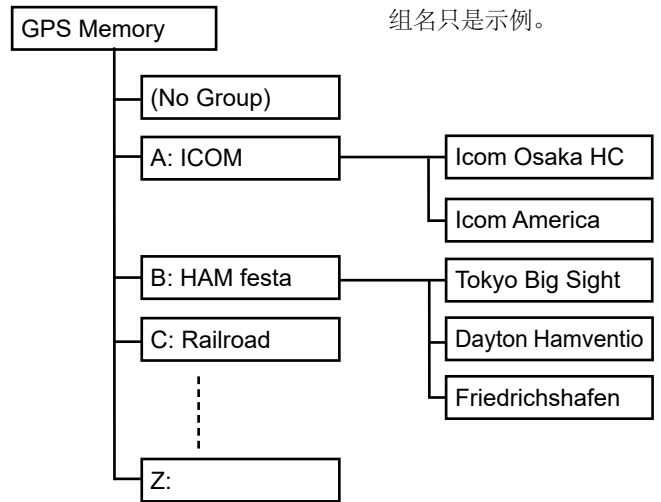 GPS Memory
组名只是示例。
(No Group)
A: ICOM
Icom Osaka HC
Icom America
B: HAM festa
Tokyo Big Sight
C: Railroad
Dayton Hamventio
Friedrichshafen
Z: